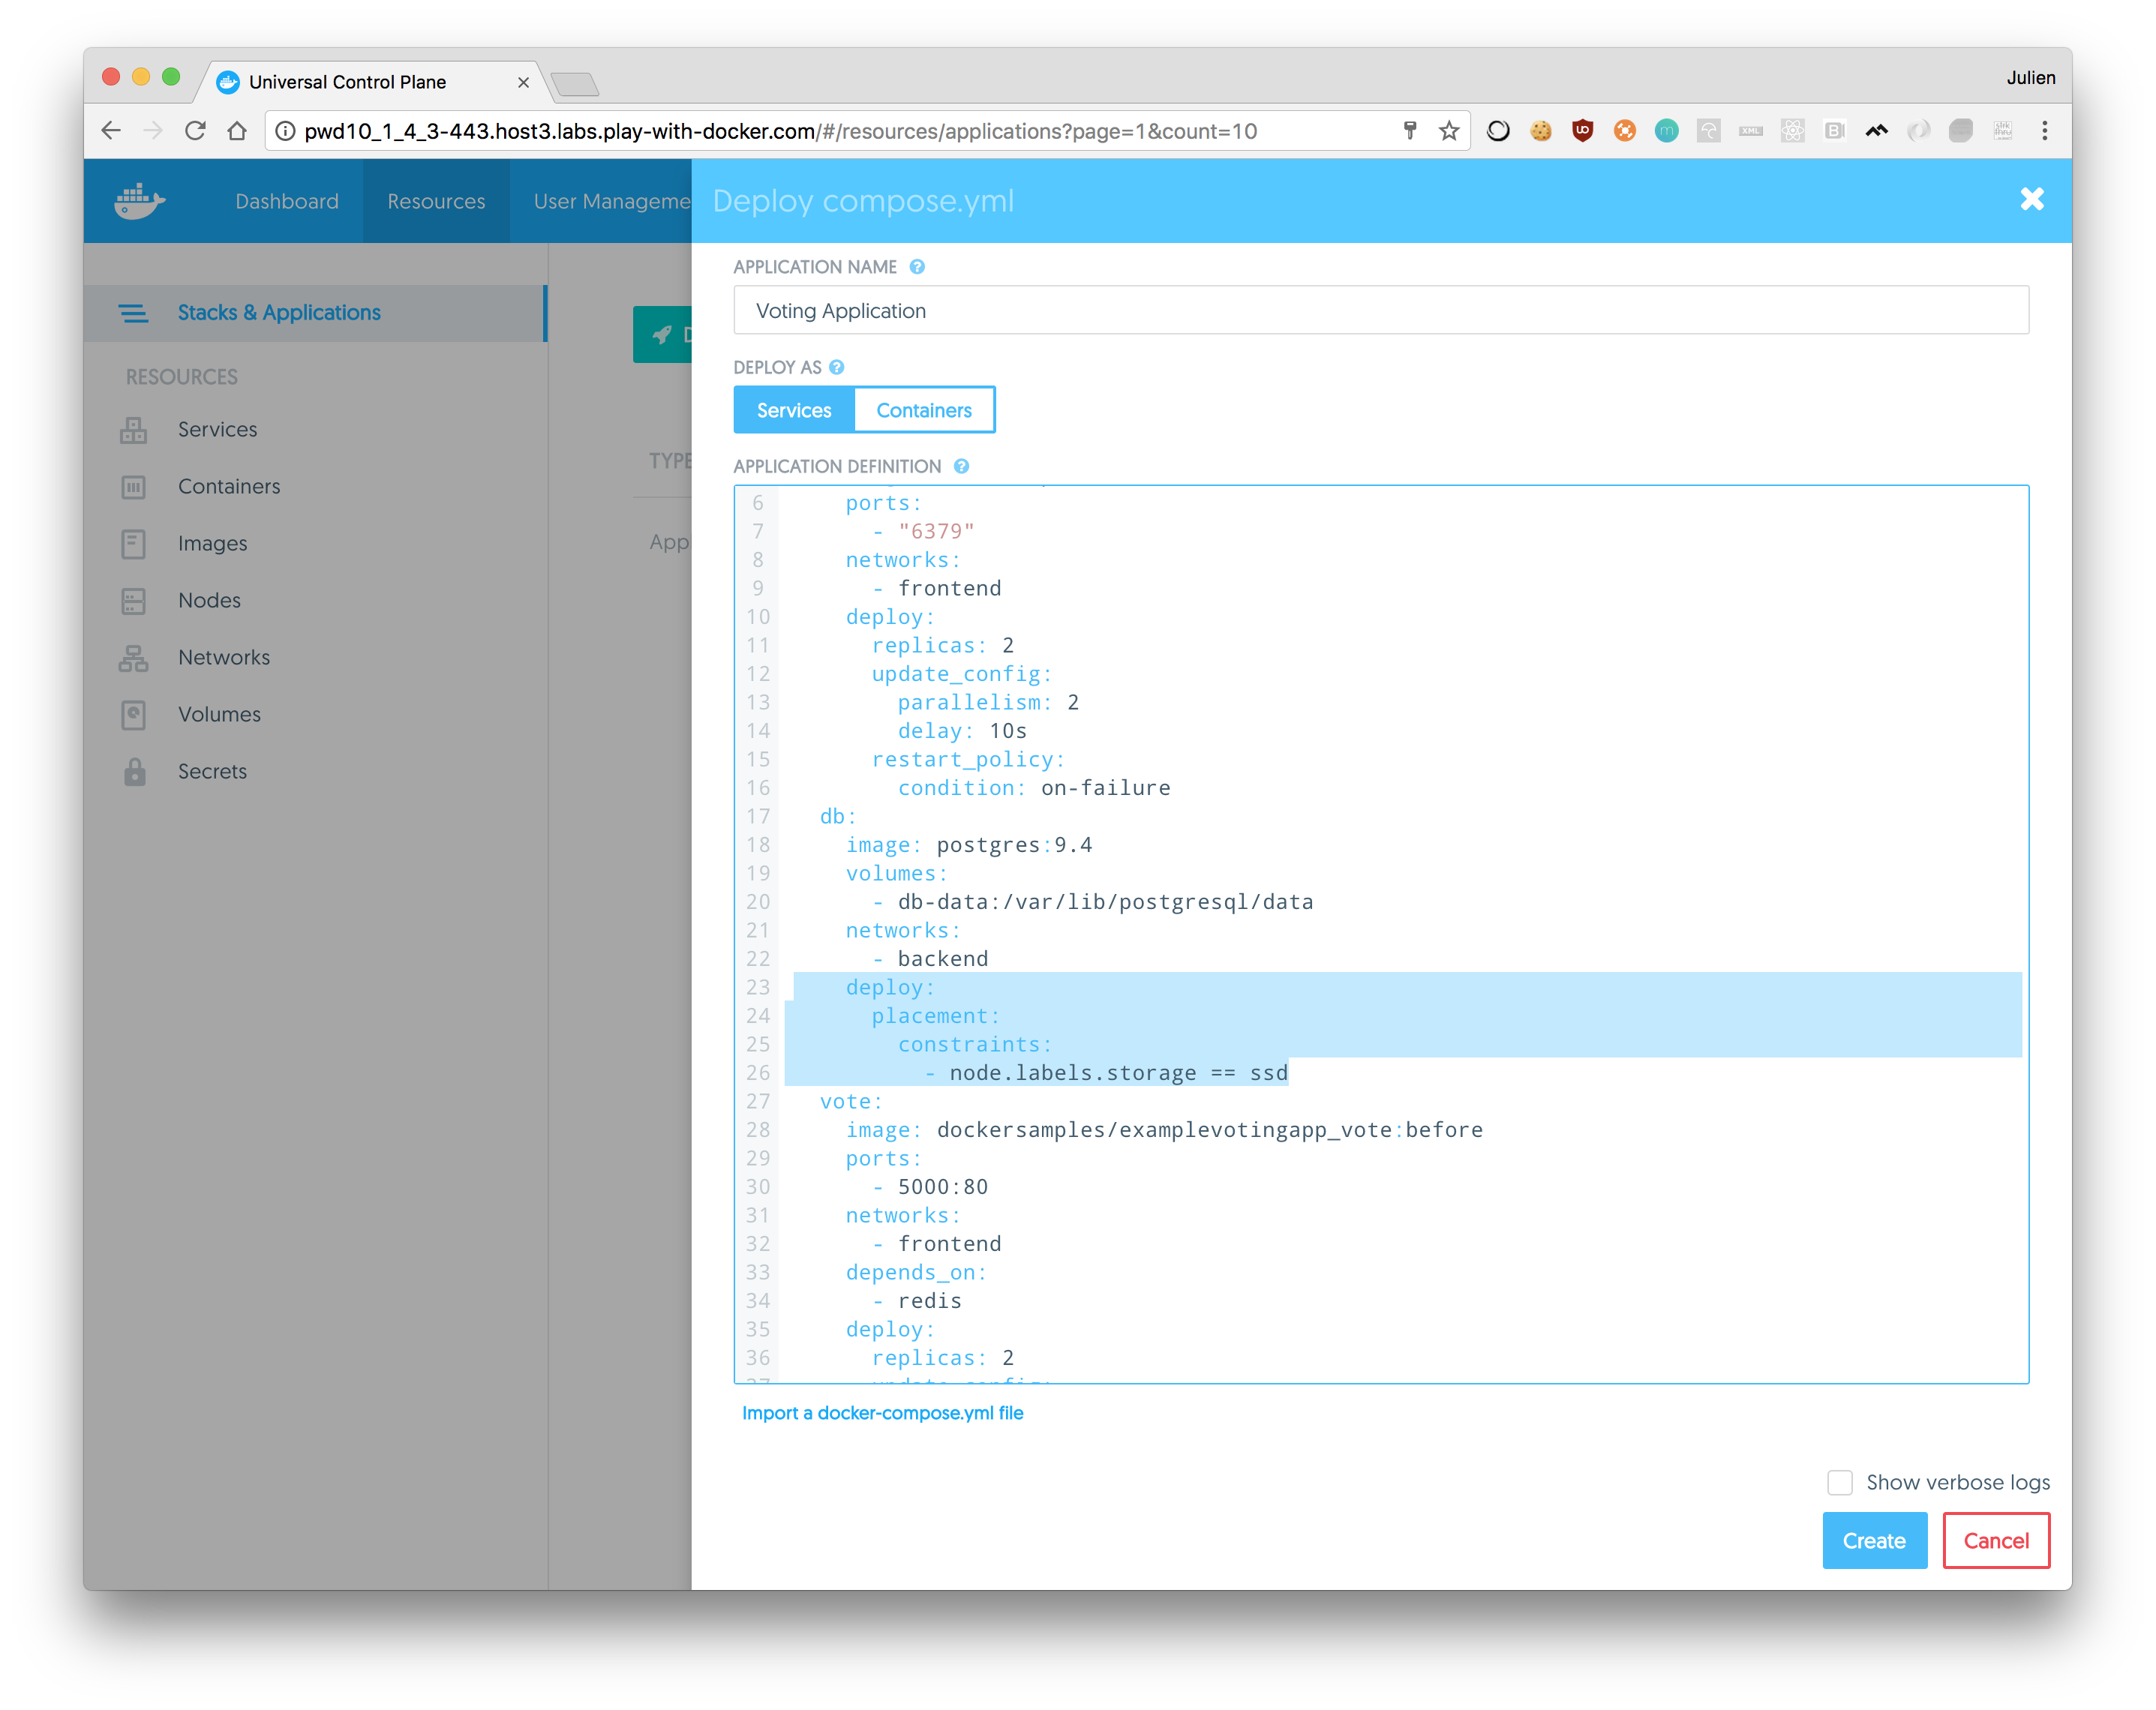 Universal Control Plane
Julien
pwd10_1_4_3-443.host3.labs.play-with-docker.com/#/resources/applications?page=1&count=10
Dashboard
Resources
User Manageme
Deploy compose.yml
Stacks & Applications
RESOURCES
Services
Containers
Images
Nodes
Networks
Volumes
Secrets
D
TYPE
App
APPLICATION NAME
Voting Application
DEPLOY AS
Services
Containers
APPLICATION DEFINITION
6 ports:
7 - "6379"
8 networks:
9 - frontend
10 deploy:
11 replicas: 2
12 update_config:
13 parallelism: 2
14 delay: 10s
15 restart_policy:
16 condition: on-failure
17 db:
18 image: postgres:9.4
19 volumes:
20 - db-data:/var/lib/postgresql/data
21 networks:
22 - backend
23 deploy:
24 placement:
25 constraints:
26 - node.labels.storage == ssd
27 vote:
28 image: dockersamples/examplevotingapp_vote:before
29 ports:
30 - 5000:80
31 networks:
32 - frontend
33 depends_on:
34 - redis
35 deploy:
36 replicas: 2
37 update_config:
Import a docker-compose.yml file
Show verbose logs
Create
Cancel